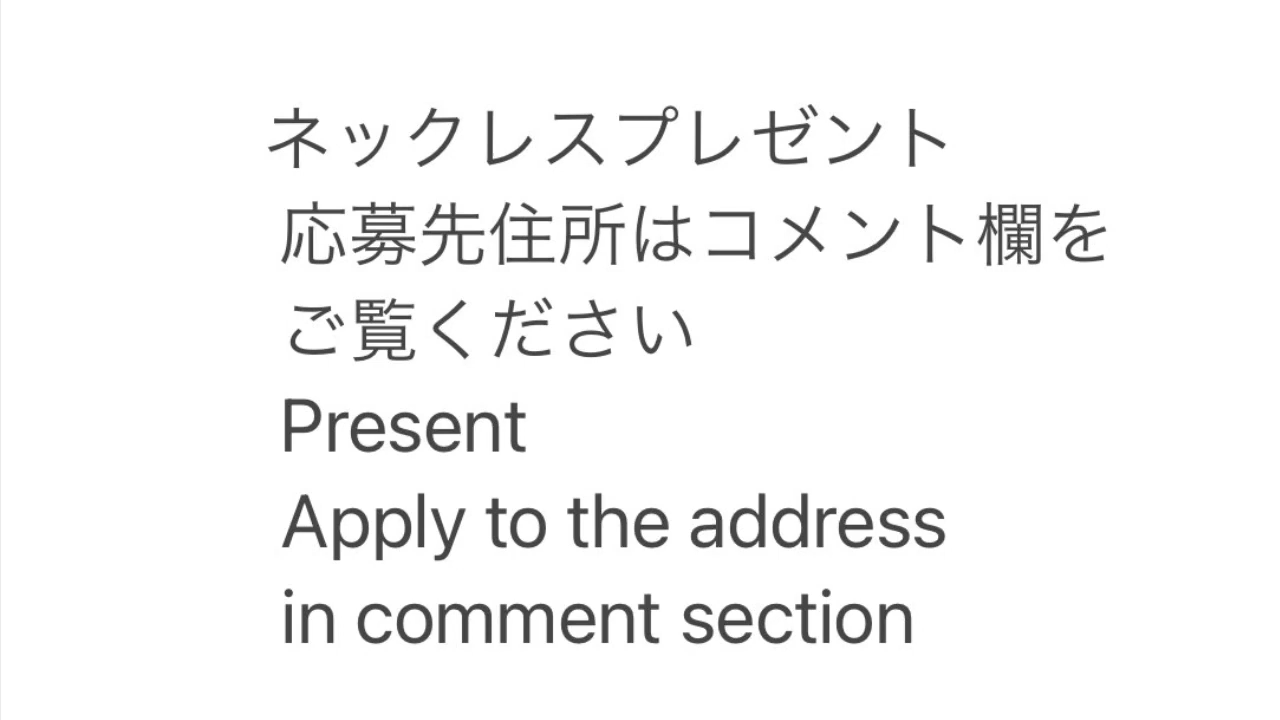 ネックレスプレゼント
応募先住所はコメント欄を
ご覧ください
Present
Apply to the address
in comment section